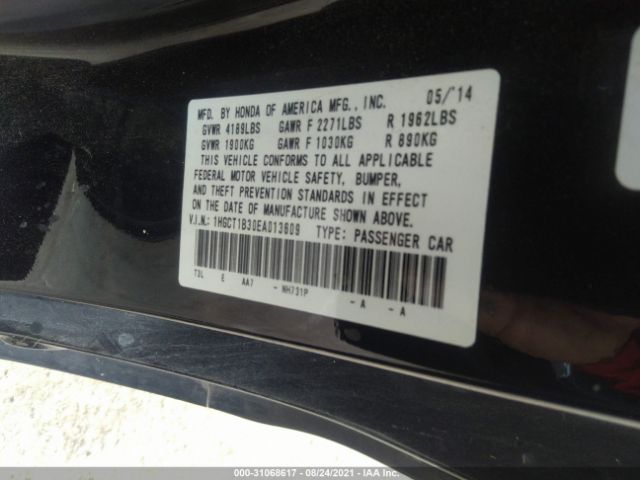 MFD. BY HONDA OF AMERICA MFG., INC. 05/'14
GVWR 4189LBS GAWR F 2271LBS R 1962LBS
GVWR 1900KG GAWR F 1030KG R 890KG
THIS VEHICLE CONFORMS TO ALL APPLICABLE
FEDERAL MOTOR VEHICLE SAFETY, BUMPER,
AND THEFT PREVENTION STANDARDS IN EFFECT
ON THE DATE OF MANUFACTURE SHOWN ABOVE.
V.I.N.: 1HGCT1B30EA013609 TYPE: PASSENGER CAR
T3L E AA7 - NH731P - A - A
000-31068617 - 08/24/2021 - IAA Inc.